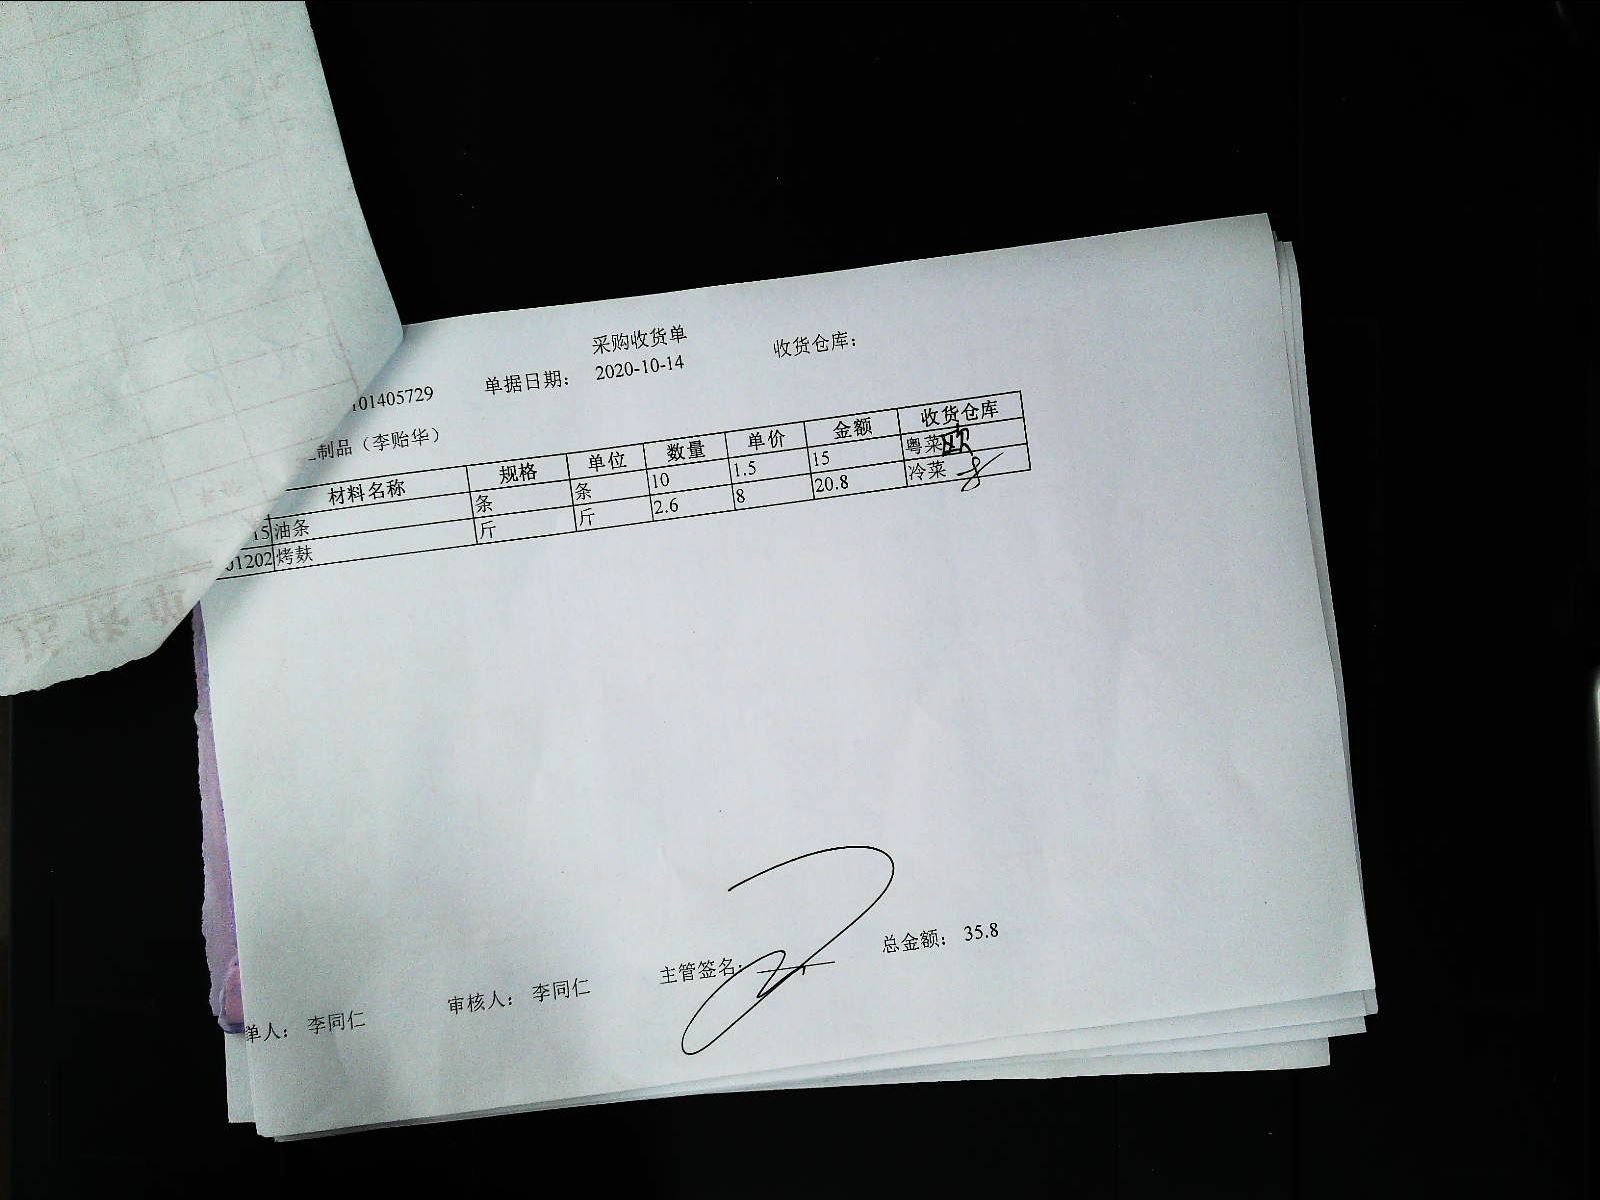 采购收货单
101405729 单据日期： 2020-10-14 收货仓库：
制品（李贻华）
材料名称 规格 单位 数量 单价 金额 收货仓库
15 油条 条 条 10 1.5 15 粤菜
01202 烤麸 斤 斤 2.6 8 20.8 冷菜
单人： 李同仁 审核人： 李同仁 主管签名： 总金额： 35.8